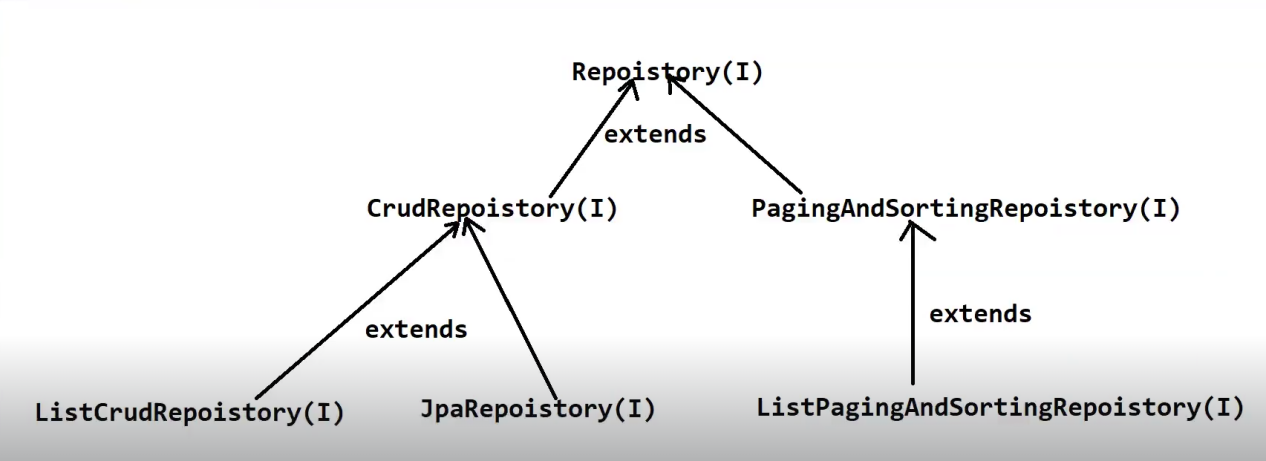 Repoistory(I)
extends
CrudRepoistory(I)
PagingAndSortingRepoistory(I)
extends
extends
ListCrudRepoistory(I)
JpaRepoistory(I)
ListPagingAndSortingRepoistory(I)